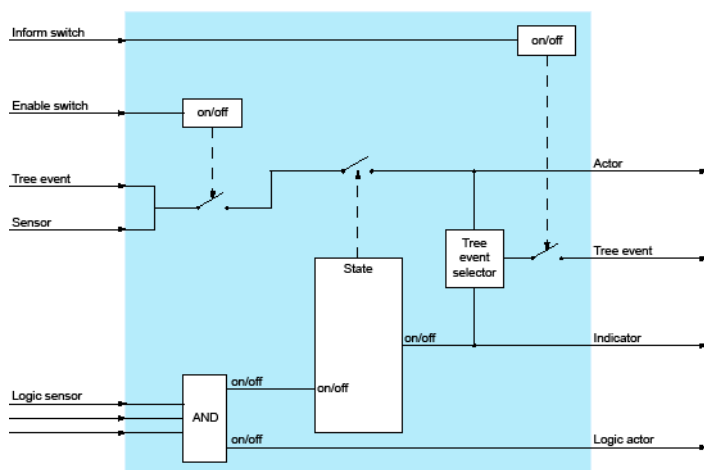 Inform switch
on/off
Enable switch
on/off
Tree event
Sensor
Actor
Tree
event
selector
Tree event
State
on/off
Indicator
on/off
on/off
Logic sensor
AND
on/off
Logic actor